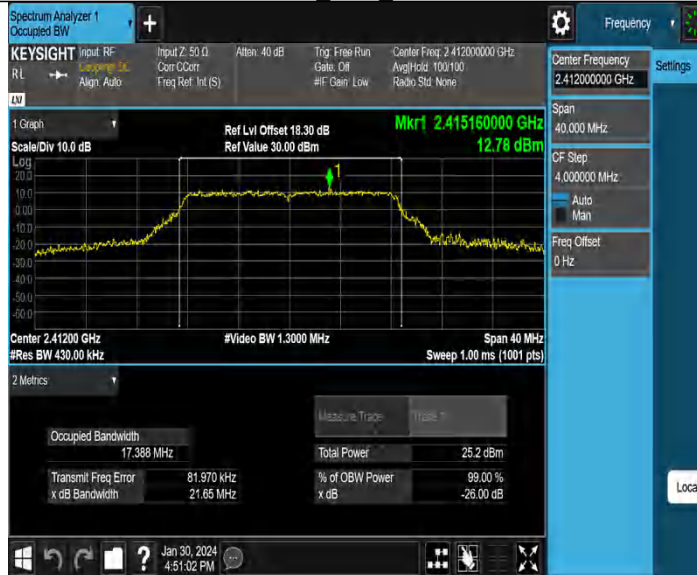 Spectrum Analyzer 1
Occupied BW
+
Frequency
KEYSIGHT
Input: RF
Input Z: 50 Ω
Atten: 40 dB
Trig: Free Run
Center Freq: 2.412000000 GHz
RL
Coupling: DC
Corr CCorr
Gate: Off
Avg|Hold: 100/100
Align: Auto
Freq Ref: Int (S)
#IF Gain: Low
Radio Std: None
Center Frequency
2.412000000 GHz
Settings
Span
40.000 MHz
CF Step
4.000000 MHz
Auto
Man
Freq Offset
0 Hz
Local
1 Graph
Scale/Div 10.0 dB
Ref Lvl Offset 18.30 dB
Ref Value 30.00 dBm
Mkr1 2.415160000 GHz
12.78 dBm
Log
20.0
10.0
0.00
-10.0
-20.0
-30.0
-40.0
-50.0
-60.0
1
Center 2.41200 GHz
#Video BW 1.3000 MHz
Span 40 MHz
#Res BW 430.00 kHz
Sweep 1.00 ms (1001 pts)
2 Metrics
Measure Trace
Trace 1
Occupied Bandwidth
17.388 MHz
Total Power
25.2 dBm
Transmit Freq Error
81.970 kHz
% of OBW Power
99.00 %
x dB Bandwidth
21.65 MHz
x dB
-26.00 dB
?
Jan 30, 2024
4:51:02 PM